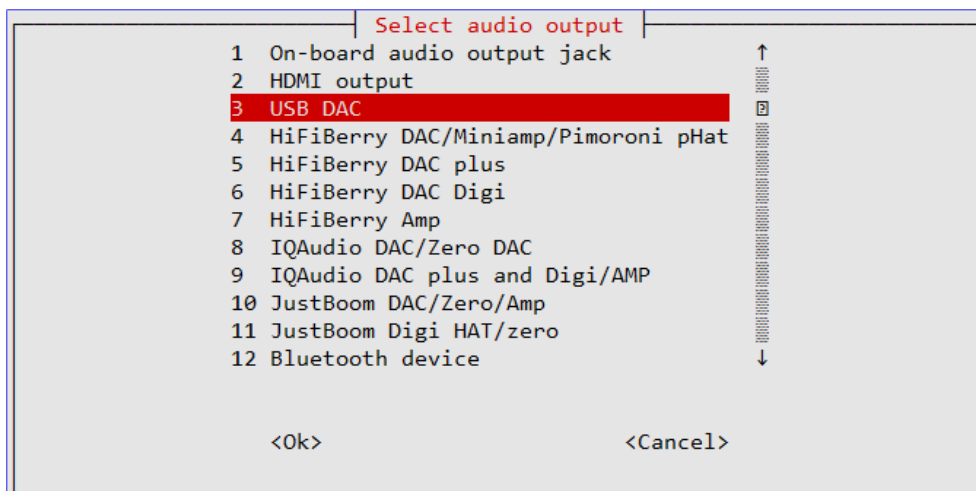 Select audio output
1 On-board audio output jack
2 HDMI output
3 USB DAC
4 HiFiBerry DAC/Miniamp/Pimoroni pHat
5 HiFiBerry DAC plus
6 HiFiBerry DAC Digi
7 HiFiBerry Amp
8 IQAudio DAC/Zero DAC
9 IQAudio DAC plus and Digi/AMP
10 JustBoom DAC/Zero/Amp
11 JustBoom Digi HAT/zero
12 Bluetooth device
<Ok> <Cancel>